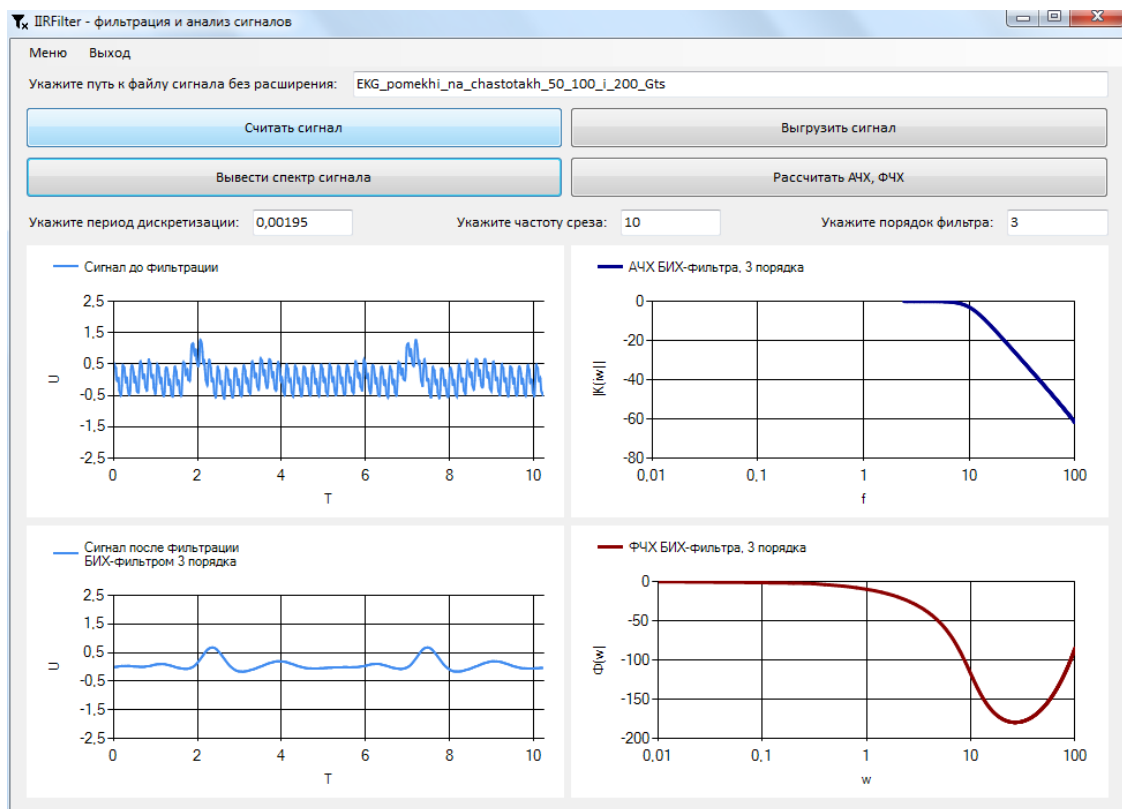 IIRFilter - фильтрация и анализ сигналов
Меню Выход
Укажите путь к файлу сигнала без расширения: EKG_pomekhi_na_chastotakh_50_100_i_200_Gts
Считать сигнал Выгрузить сигнал
Вывести спектр сигнала Рассчитать АЧХ, ФЧХ
Укажите период дискретизации: 0,00195 Укажите частоту среза: 10 Укажите порядок фильтра: 3
Сигнал до фильтрации
2,5
1,5
0,5
-0,5
-1,5
-2,5
U
0 2 4 6 8 10
T
АЧХ БИХ-фильтра, 3 порядка
0
-20
-40
-60
-80
|K(iw)|
0,01 0,1 1 10 100
f
Сигнал после фильтрации
БИХ-фильтром 3 порядка
2,5
1,5
0,5
-0,5
-1,5
-2,5
U
0 2 4 6 8 10
T
ФЧХ БИХ-фильтра, 3 порядка
0
-50
-100
-150
-200
Ф(w|
0,01 0,1 1 10 100
w